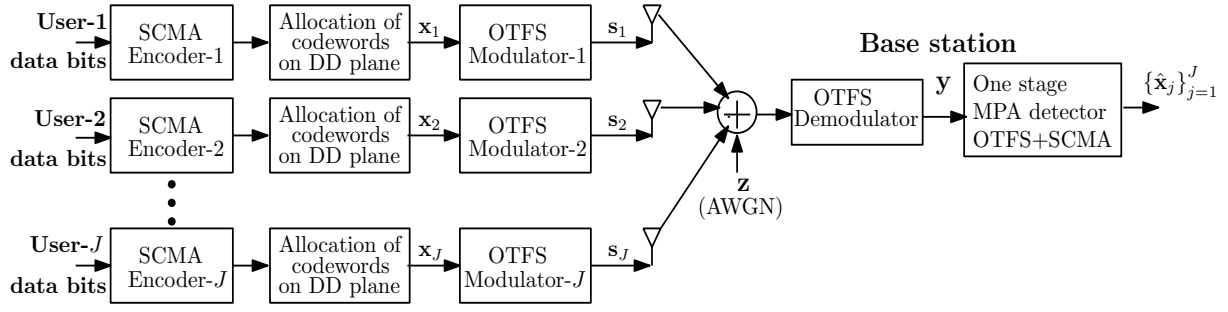 User-1
data bits
SCMA
Encoder-1
Allocation of
codewords
on DD plane
x₁
OTFS
Modulator-1
s₁
User-2
data bits
SCMA
Encoder-2
Allocation of
codewords
on DD plane
x₂
OTFS
Modulator-2
s₂
User-J
data bits
SCMA
Encoder-J
Allocation of
codewords
on DD plane
x_J
OTFS
Modulator-J
s_J
z
(AWGN)
Base station
OTFS
Demodulator
y
One stage
MPA detector
OTFS+SCMA
{x̂_j}_{j=1}^J